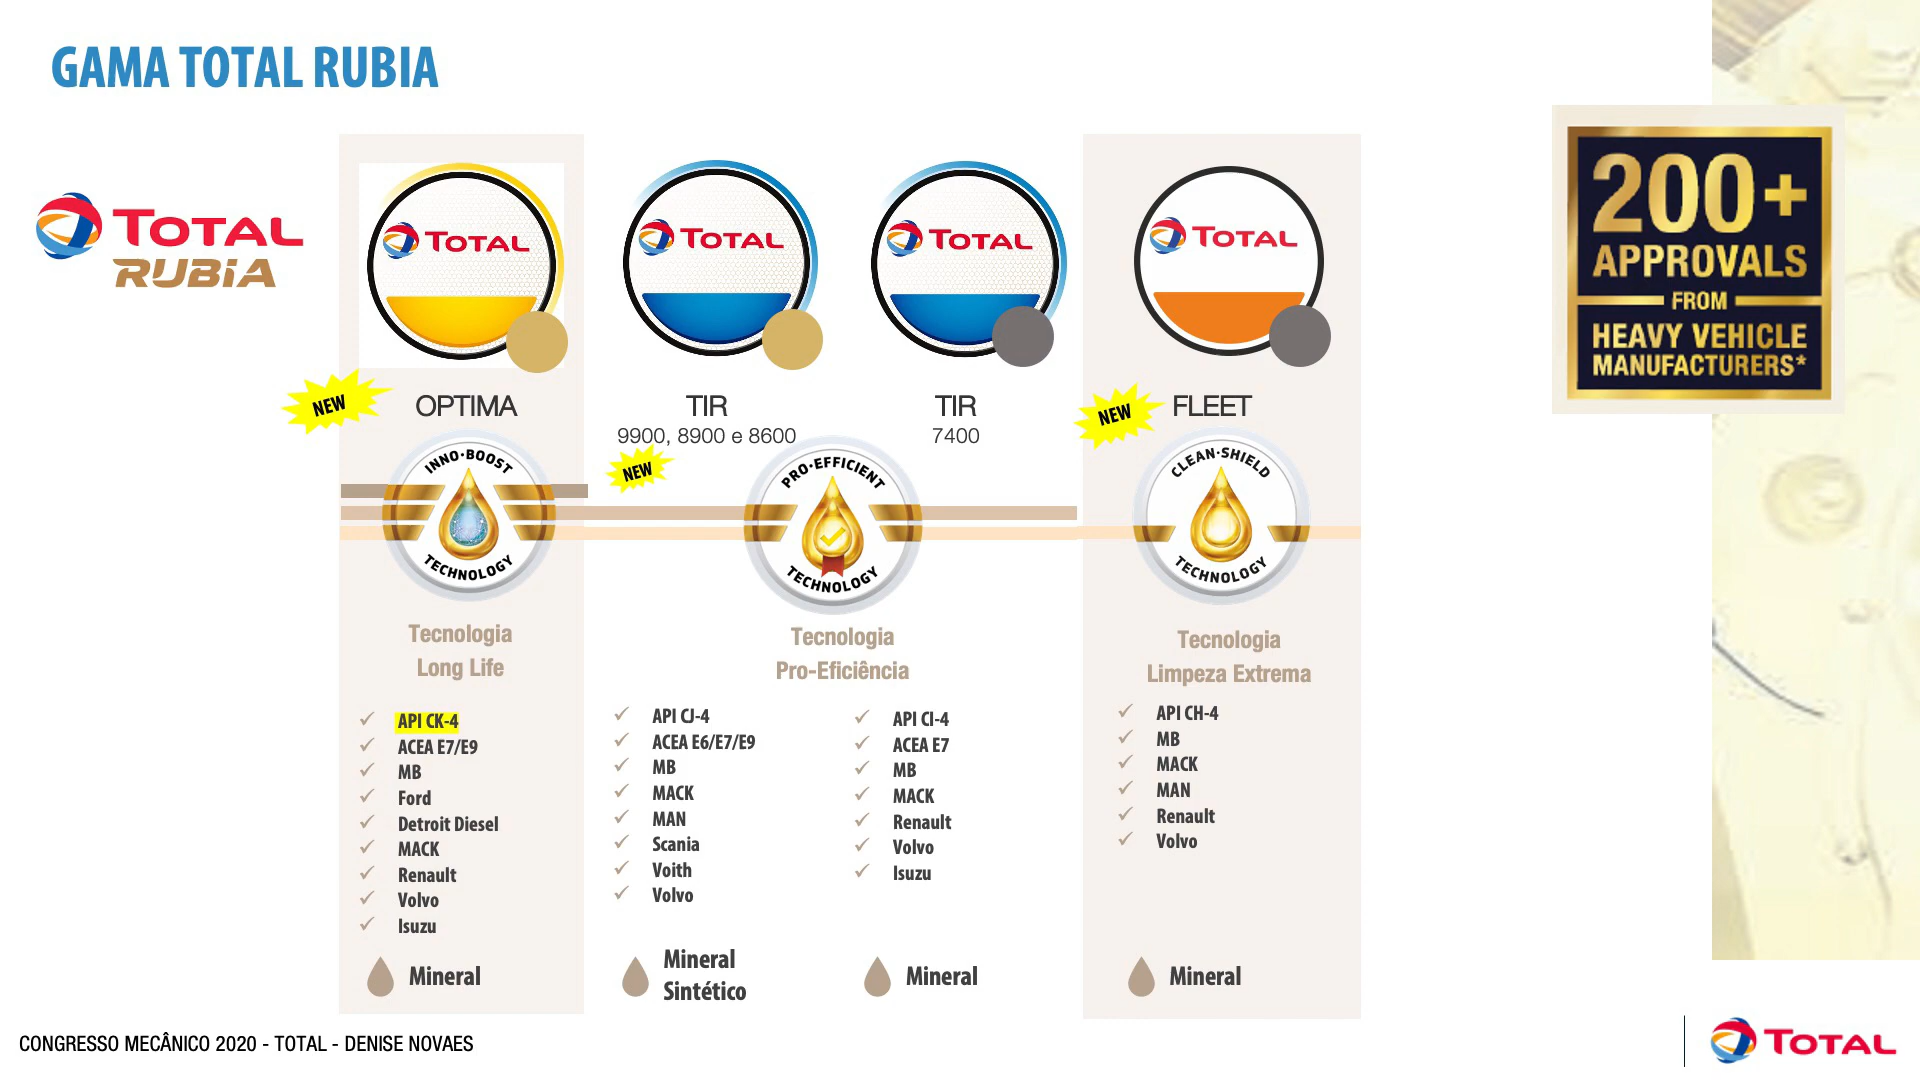 GAMA TOTAL RUBIA
TOTAL
RUBiA
TOTAL
TOTAL
TOTAL
TOTAL
200+
APPROVALS
FROM
HEAVY VEHICLE
MANUFACTURERS*
NEW
OPTIMA
TIR
9900, 8900 e 8600
NEW
TIR
7400
NEW
FLEET
INNO·BOOST
TECHNOLOGY
PRO·EFFICIENT
TECHNOLOGY
CLEAN·SHIELD
TECHNOLOGY
Tecnologia
Long Life
Tecnologia
Pro-Eficiência
Tecnologia
Limpeza Extrema
API CK-4
ACEA E7/E9
MB
Ford
Detroit Diesel
MACK
Renault
Volvo
Isuzu
Mineral
API CJ-4
ACEA E6/E7/E9
MB
MACK
MAN
Scania
Voith
Volvo
Mineral
Sintético
API CI-4
ACEA E7
MB
MACK
Renault
Volvo
Isuzu
Mineral
API CH-4
MB
MACK
MAN
Renault
Volvo
Mineral
CONGRESSO MECÂNICO 2020 - TOTAL - DENISE NOVAES
TOTAL